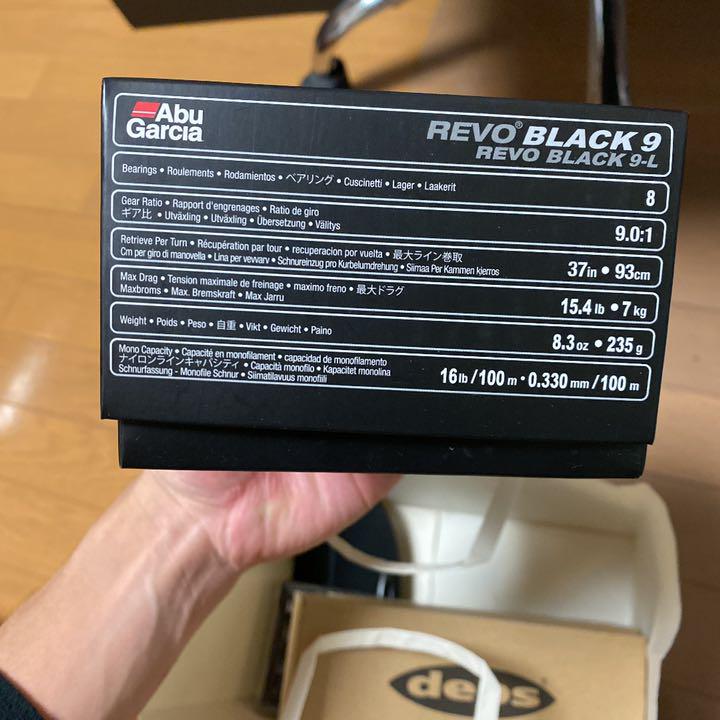 Abu
Garcia
REVO® BLACK 9
REVO BLACK 9-L
Bearings • Roulements • Rodamientos • ベアリング • Cuscinetti • Lager • Laakerit
8
Gear Ratio • Rapport d'engrenages • Ratio de giro
ギア比 • Utväxling • Utväxling • Übersetzung • Välitys
9.0:1
Retrieve Per Turn • Récupération par tour • recuperacion por vuelta • 最大ライン巻取
Cm per giro di manovella • Lina per vevvarv • Schnureinzug pro Kurbelumdrehung • Siimaa Per Kammen kjerros
37in • 93cm
Max Drag • Tension maximale de freinage • maximo freno • 最大ドラグ
Maxbroms • Max. Bremskraft • Max Jarru
15.4 lb • 7 kg
Weight • Poids • Peso • 自重 • Vikt • Gewicht • Paino
8.3 oz • 235 g
Mono Capacity • Capacité en monofilament • capacidad de monofilamento
ナイロンラインキャパシティ • Capacità monofilo • Kapacitet monolina
Schnurfassung - Monofile Schnur • Siimatilavuus monofiili
16 lb/100 m • 0.330 mm/100 m
deps